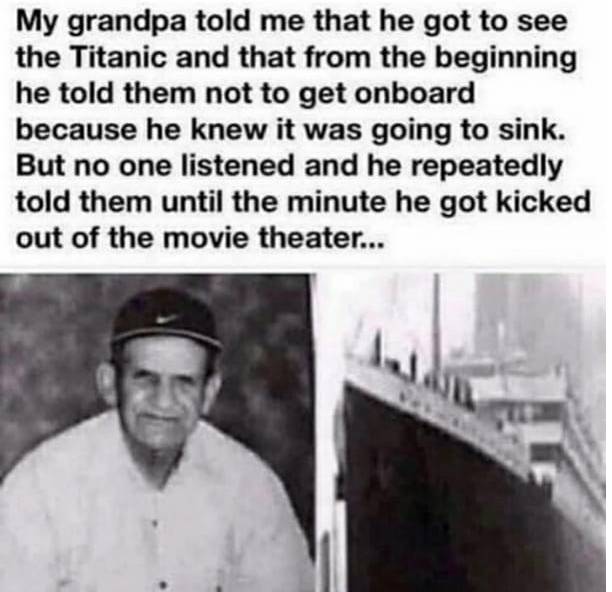 My grandpa told me that he got to see
the Titanic and that from the beginning
he told them not to get onboard
because he knew it was going to sink.
But no one listened and he repeatedly
told them until the minute he got kicked
out of the movie theater...